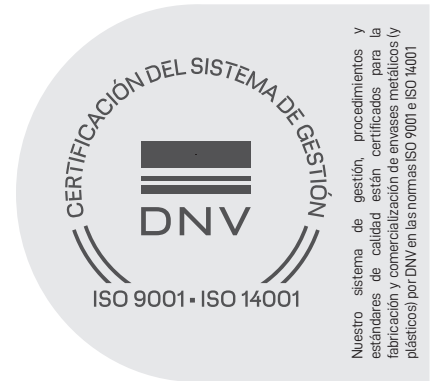 CERTIFICACIÓN DEL SISTEMA DE GESTIÓN
DNV
ISO 9001 ▪ ISO 14001
Nuestro sistema de gestión, procedimientos y
estándares de calidad están certificados para la
fabricación y comercialización de envases metálicos (y
plásticos) por DNV en las normas ISO 9001 e ISO 14001